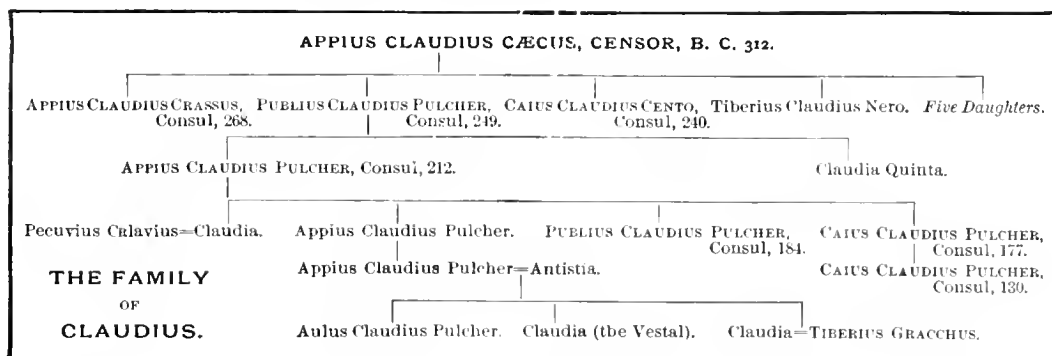 APPIUS CLAUDIUS CÆCUS, CENSOR, B. C. 312.
APPIUS CLAUDIUS CRASSUS, Consul, 268.
PUBLIUS CLAUDIUS PULCHER, Consul, 249.
CAIUS CLAUDIUS CENTO, Consul, 240.
Tiberius Claudius Nero.
Five Daughters.
APPIUS CLAUDIUS PULCHER, Consul, 212.
Claudia Quinta.
Pecuvius Calavius=Claudia.
Appius Claudius Pulcher.
PUBLIUS CLAUDIUS PULCHER, Consul, 184.
CAIUS CLAUDIUS PULCHER, Consul, 177.
Appius Claudius Pulcher=Antistia.
CAIUS CLAUDIUS PULCHER, Consul, 130.
THE FAMILY
OF
CLAUDIUS.
Aulus Claudius Pulcher.
Claudia (the Vestal).
Claudia=TIBERIUS GRACCHUS.